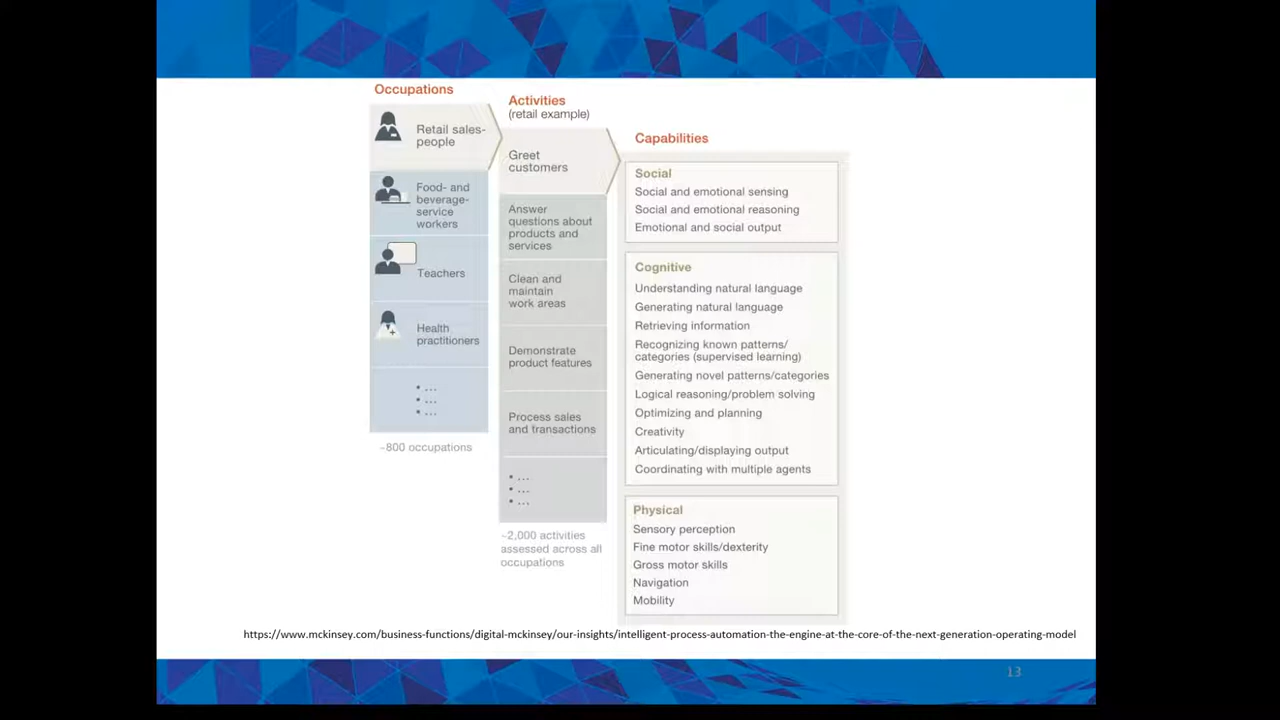 Occupations
Retail sales-
people
Food- and
beverage-
service
workers
Teachers
Health
practitioners
• ...
• ...
• ...
~800 occupations
Activities
(retail example)
Greet
customers
Answer
questions about
products and
services
Clean and
maintain
work areas
Demonstrate
product features
Process sales
and transactions
• ...
• ...
• ...
~2,000 activities
assessed across all
occupations
Capabilities
Social
Social and emotional sensing
Social and emotional reasoning
Emotional and social output
Cognitive
Understanding natural language
Generating natural language
Retrieving information
Recognizing known patterns/
categories (supervised learning)
Generating novel patterns/categories
Logical reasoning/problem solving
Optimizing and planning
Creativity
Articulating/displaying output
Coordinating with multiple agents
Physical
Sensory perception
Fine motor skills/dexterity
Gross motor skills
Navigation
Mobility
https://www.mckinsey.com/business-functions/digital-mckinsey/our-insights/intelligent-process-automation-the-engine-at-the-core-of-the-next-generation-operating-model
13